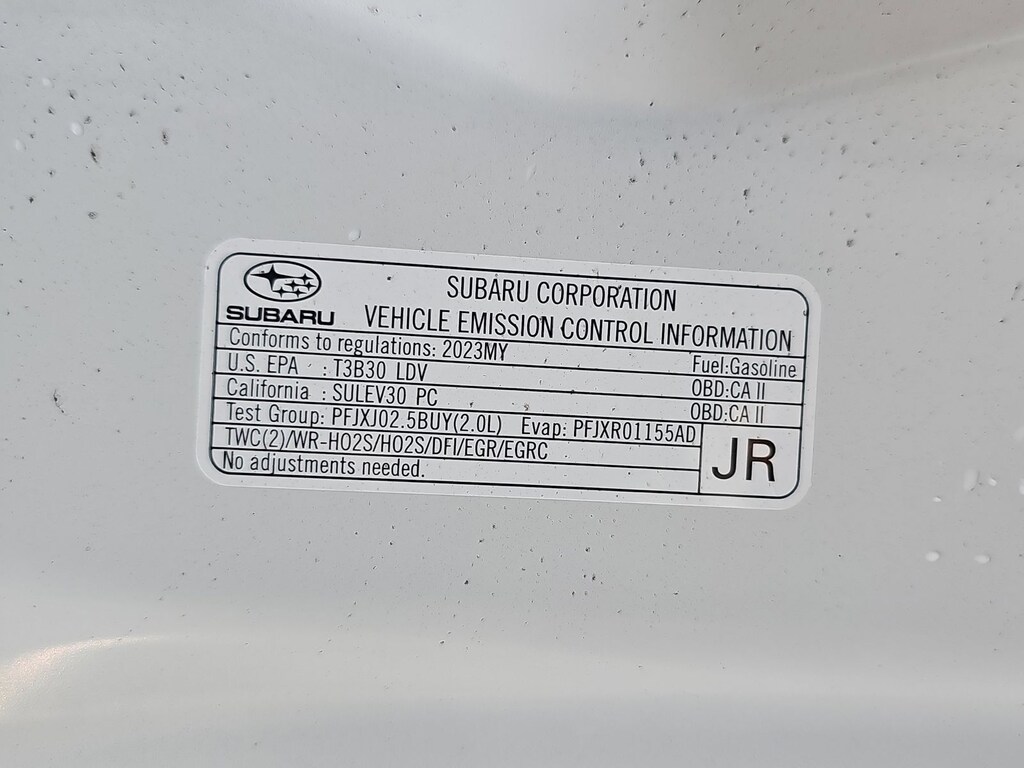 SUBARU
SUBARU CORPORATION
VEHICLE EMISSION CONTROL INFORMATION
Conforms to regulations: 2023MY Fuel:Gasoline
U.S. EPA : T3B30 LDV OBD:CA II
California : SULEV30 PC OBD:CA II
Test Group: PFJXJ02.5BUY(2.0L) Evap: PFJXR01155AD
TWC(2)/WR-HO2S/HO2S/DFI/EGR/EGRC
No adjustments needed.
JR